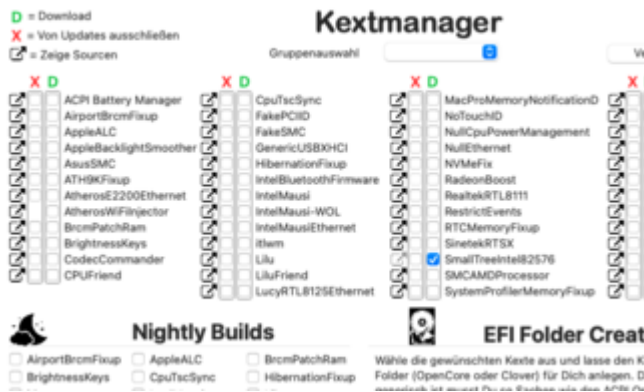 D = Download
X = Von Updates ausschließen
= Zeige Sourcen
Kextmanager
Gruppenauswahl
X D
ACPI Battery Manager
AirportBrcmFixup
AppleALC
AppleBacklightSmoother
AsusSMC
ATH9KFixup
AtherosE2200Ethernet
AtherosWiFiInjector
BrcmPatchRam
BrightnessKeys
CodecCommander
CPUFriend
X D
CpuTscSync
FakePCIID
FakeSMC
GenericUSBXHCI
HibernationFixup
IntelBluetoothFirmware
IntelMausi
IntelMausi-WOL
IntelMausiEthernet
itlwm
Lilu
LiluFriend
LucyRTL8125Ethernet
X D
MacProMemoryNotificationD
NoTouchID
NullCpuPowerManagement
NullEthernet
NVMeFix
RadeonBoost
RealtekRTL8111
RestrictEvents
RTCMemoryFixup
SinetekRTSX
SmallTreeIntel82576
SMCAMDProcessor
SystemProfilerMemoryFixup
X
Nightly Builds
AirportBrcmFixup AppleALC BrcmPatchRam
BrightnessKeys CpuTscSync HibernationFixup
EFI Folder Creat
Wähle die gewünschten Kexte aus und lasse den K
Folder (OpenCore oder Clover) für Dich anlegen.